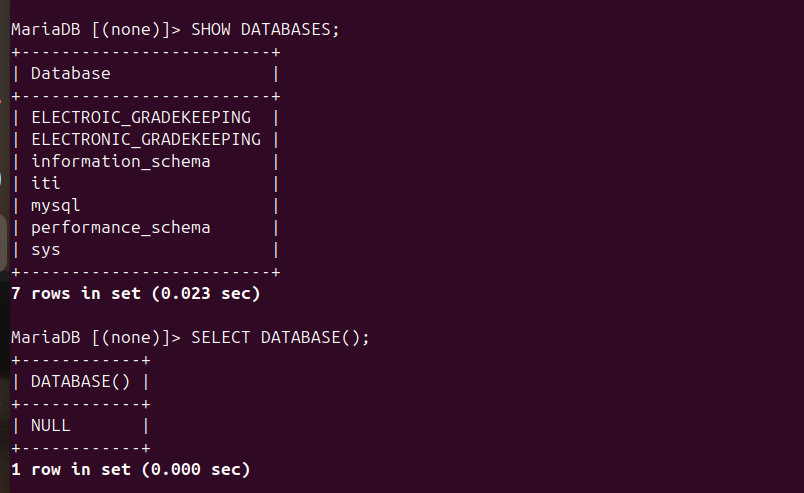 MariaDB [(none)]> SHOW DATABASES;
+--------------------------+
| Database                 |
+--------------------------+
| ELECTROIC_GRADEKEEPING   |
| ELECTRONIC_GRADEKEEPING  |
| information_schema       |
| iti                      |
| mysql                    |
| performance_schema       |
| sys                      |
+--------------------------+
7 rows in set (0.023 sec)

MariaDB [(none)]> SELECT DATABASE();
+------------+
| DATABASE() |
+------------+
| NULL       |
+------------+
1 row in set (0.000 sec)